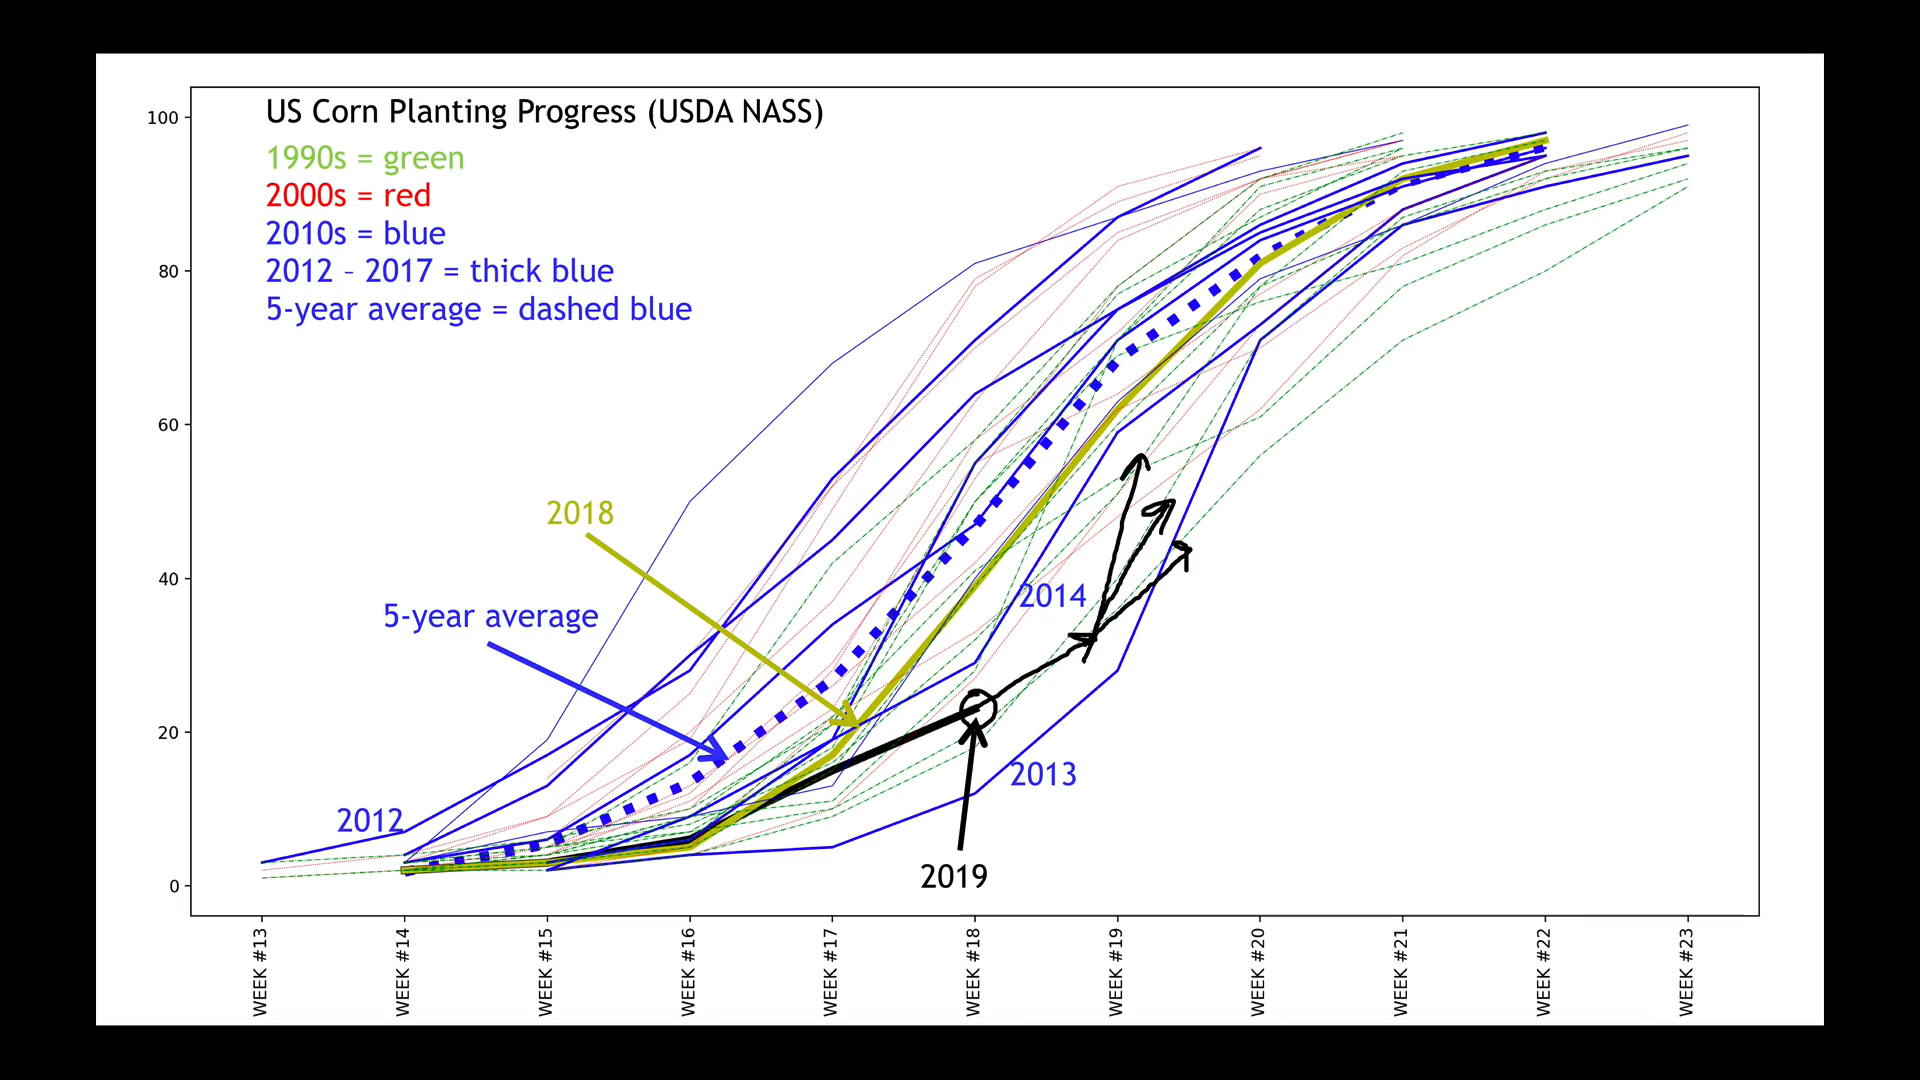 US Corn Planting Progress (USDA NASS)
1990s = green
2000s = red
2010s = blue
2012 - 2017 = thick blue
5-year average = dashed blue
100
80
60
40
20
0
2018
5-year average
2012
2014
2013
2019
WEEK #13
WEEK #14
WEEK #15
WEEK #16
WEEK #17
WEEK #18
WEEK #19
WEEK #20
WEEK #21
WEEK #22
WEEK #23